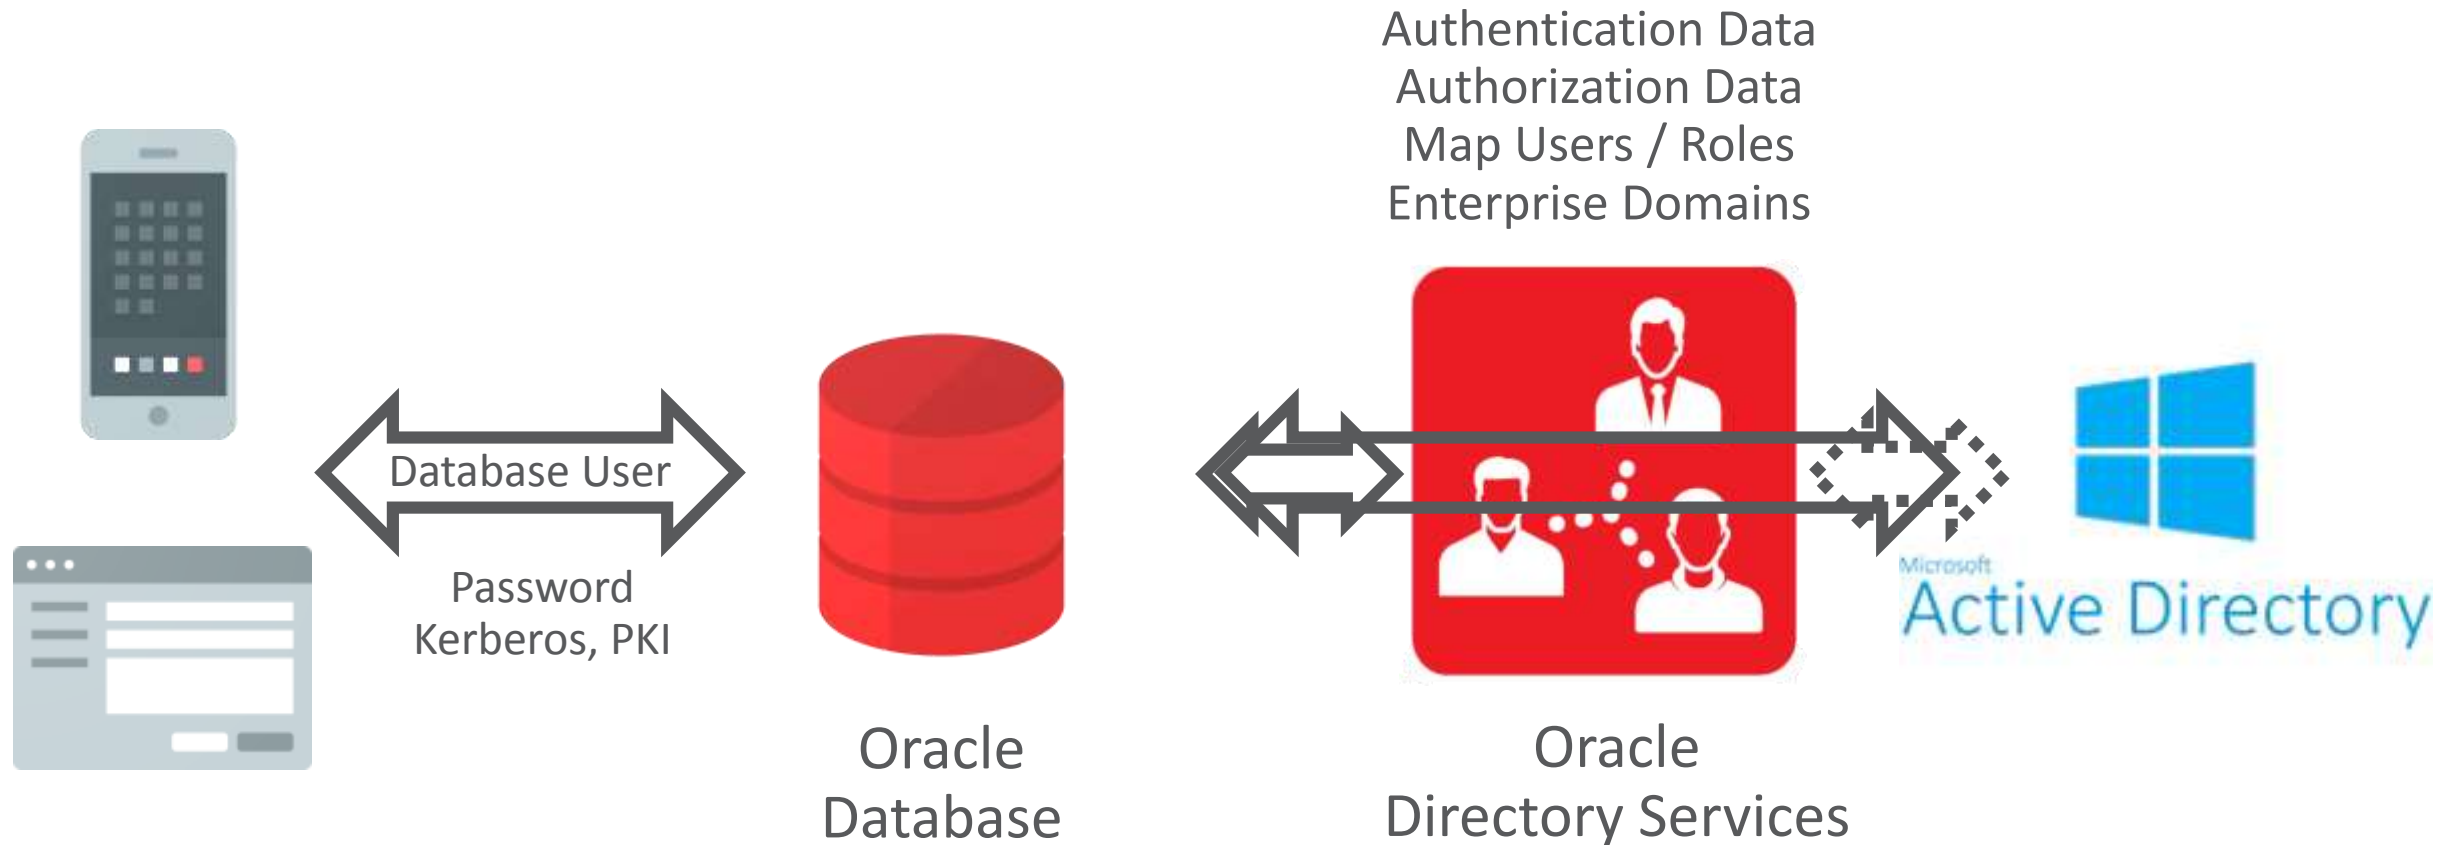 Authentication Data
Authorization Data
Map Users / Roles
Enterprise Domains
Database User
Password
Kerberos, PKI
Oracle
Database
Oracle
Directory Services
Microsoft
Active Directory